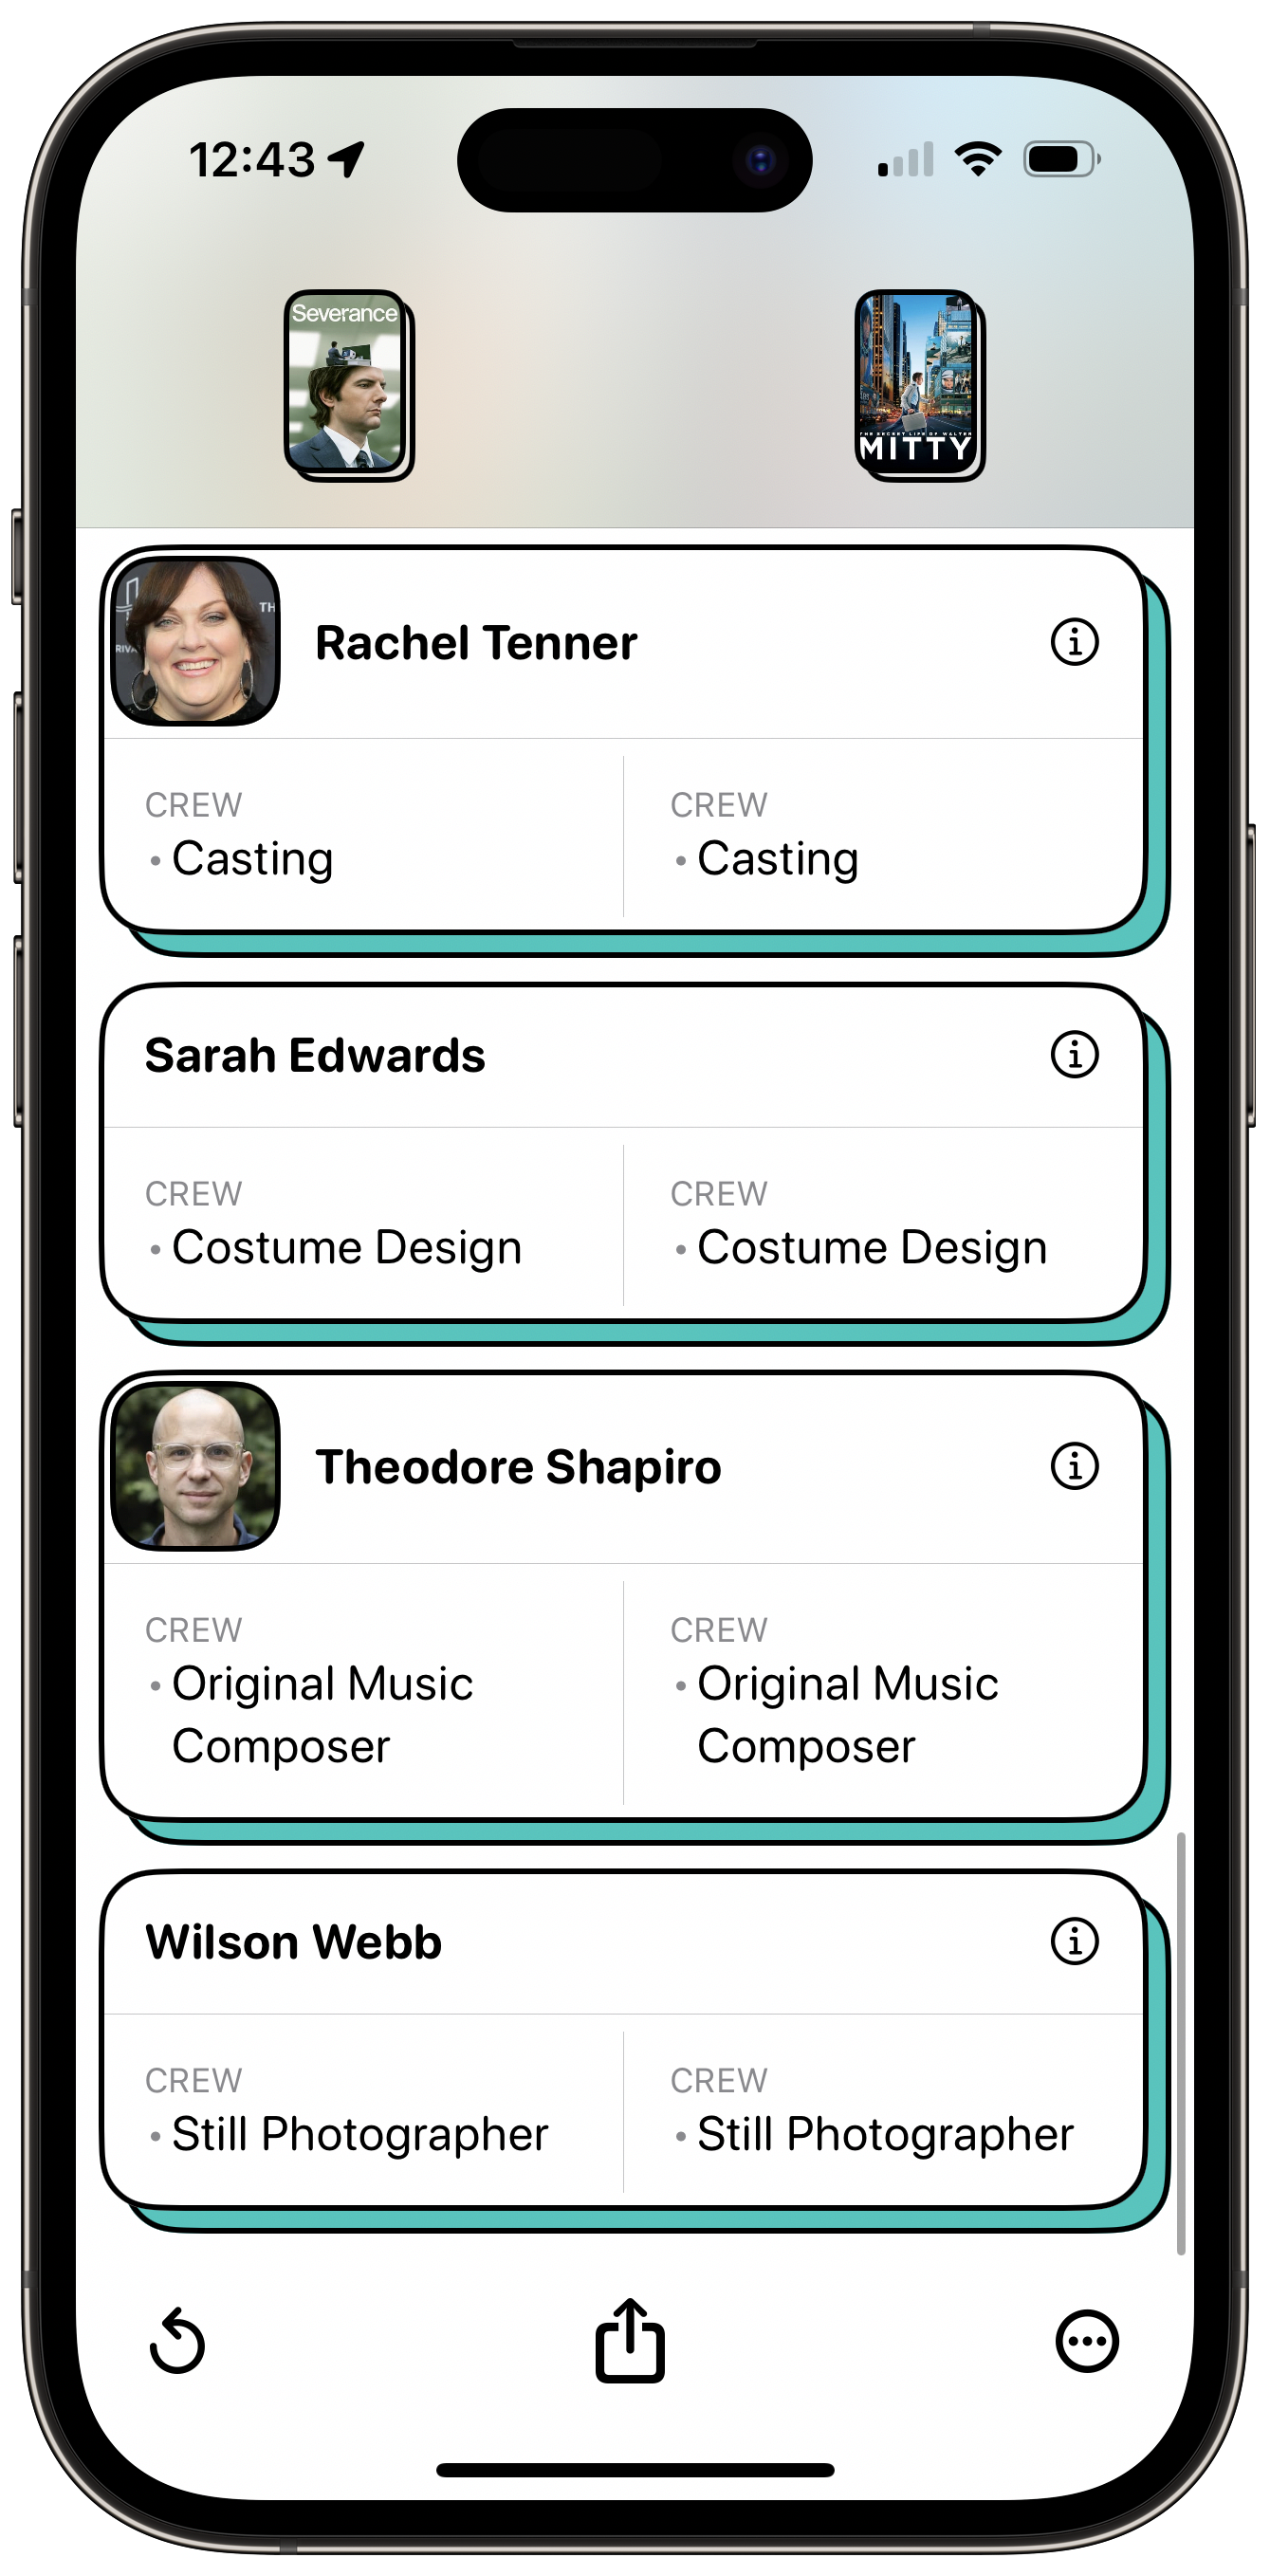 12:43
Severance
THE SECRET LIFE OF WALTER
MITTY
TH
RIVA
Rachel Tenner
CREW CREW
• Casting • Casting
Sarah Edwards
CREW CREW
• Costume Design • Costume Design
Theodore Shapiro
CREW CREW
• Original Music • Original Music
Composer Composer
Wilson Webb
CREW CREW
• Still Photographer • Still Photographer